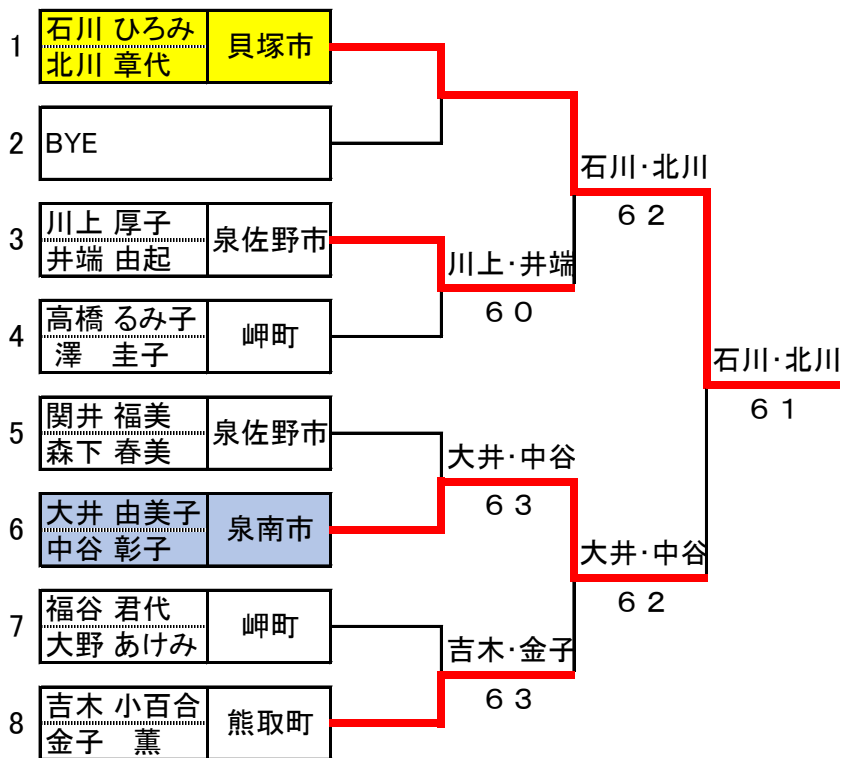 1
石川 ひろみ
北川 章代
貝塚市
2
BYE
3
川上 厚子
井端 由起
泉佐野市
4
高橋 るみ子
澤　圭子
岬町
5
関井 福美
森下 春美
泉佐野市
6
大井 由美子
中谷 彰子
泉南市
7
福谷 君代
大野 あけみ
岬町
8
吉木 小百合
金子　薫
熊取町
川上・井端
６０
大井・中谷
６３
吉木・金子
６３
石川・北川
６２
大井・中谷
６２
石川・北川
６１